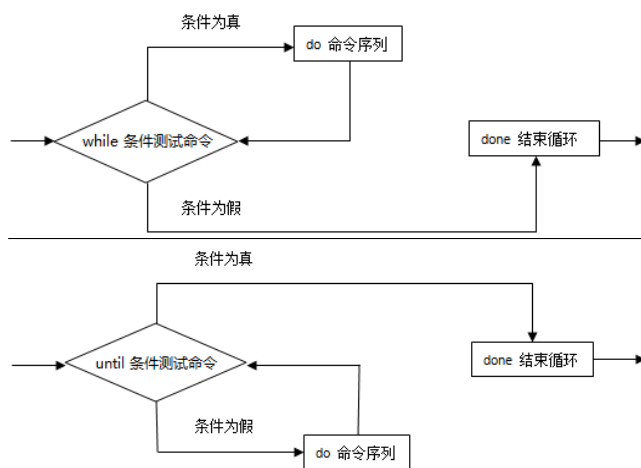 条件为真
do 命令序列
while 条件测试命令
done 结束循环
条件为假
条件为真
until 条件测试命令
done 结束循环
条件为假
do 命令序列